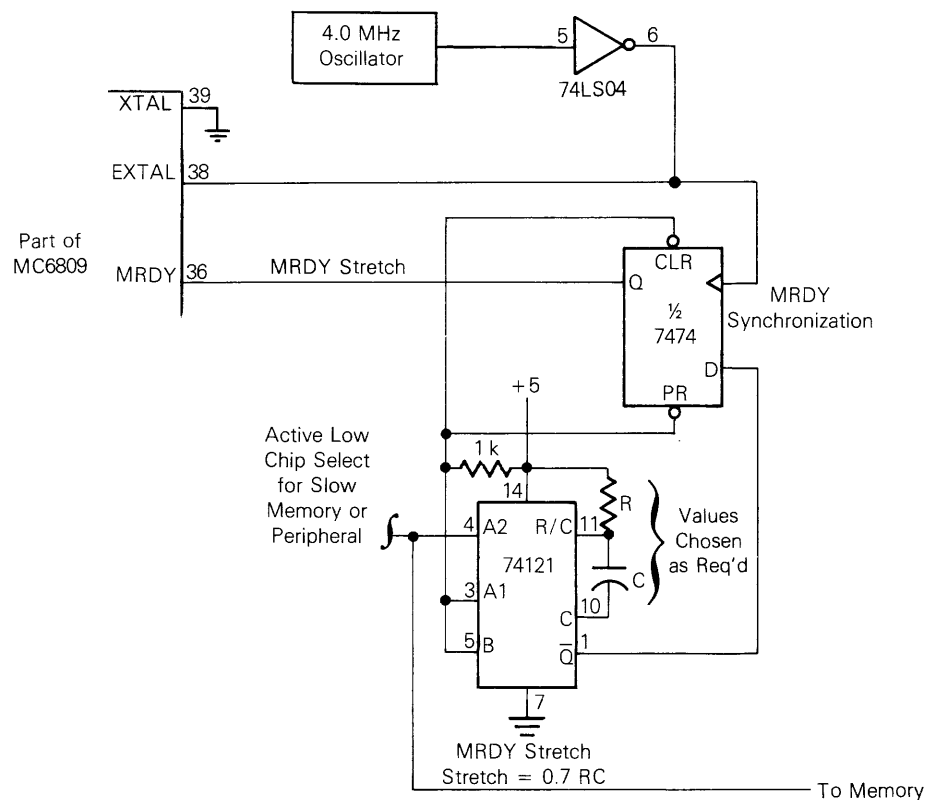 4.0 MHz
Oscillator
5
6
74LS04
XTAL
39
EXTAL
38
Part of
MC6809
MRDY
36
MRDY Stretch
CLR
Q
½
7474
MRDY
Synchronization
D
PR
+5
Active Low
Chip Select
for Slow
Memory or
Peripheral
1 k
14
R
4
A2
R/C
11
74121
Values
Chosen
as Req'd
C
3
A1
10
C
5
B
Q̅
1
7
MRDY Stretch
Stretch = 0.7 RC
To Memory